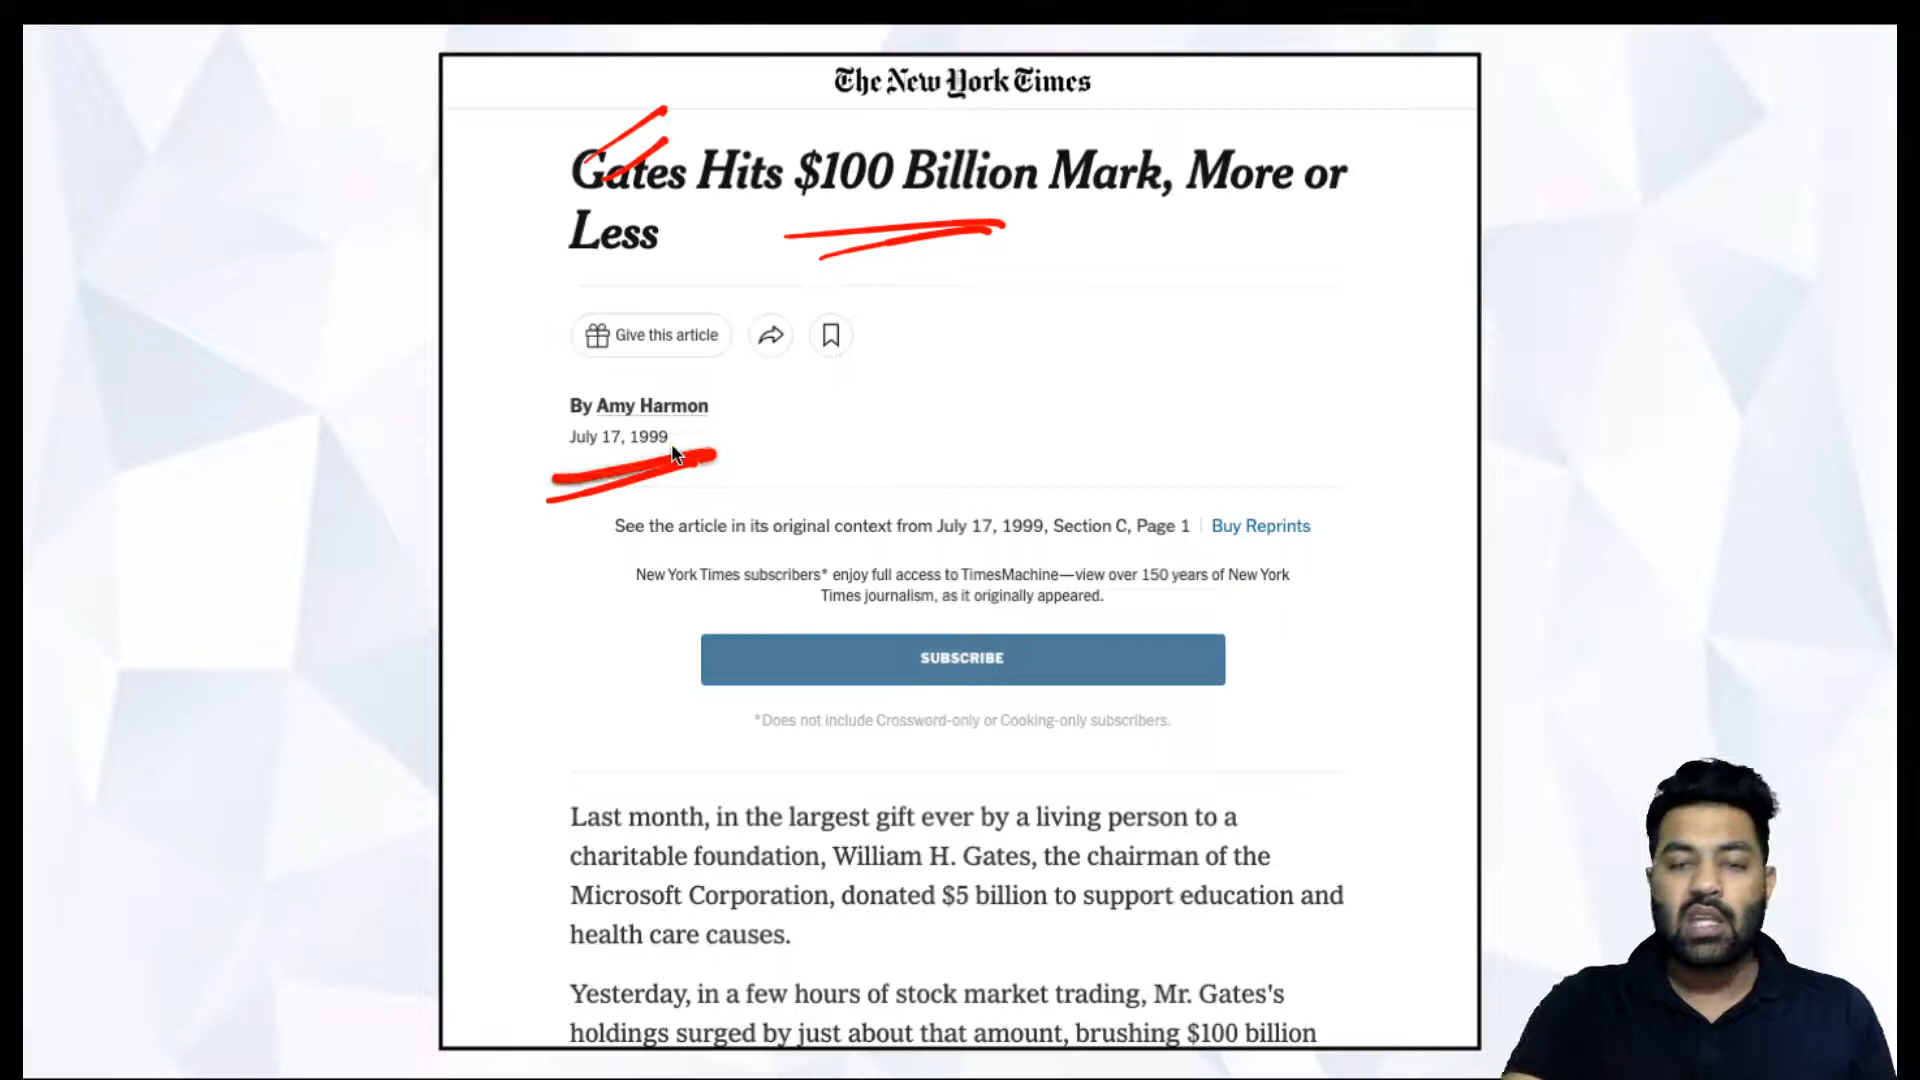 The New York Times
Gates Hits $100 Billion Mark, More or
Less
Give this article
By Amy Harmon
July 17, 1999
See the article in its original context from July 17, 1999, Section C, Page 1 | Buy Reprints
New York Times subscribers* enjoy full access to TimesMachine—view over 150 years of New York
Times journalism, as it originally appeared.
SUBSCRIBE
*Does not include Crossword-only or Cooking-only subscribers.
Last month, in the largest gift ever by a living person to a
charitable foundation, William H. Gates, the chairman of the
Microsoft Corporation, donated $5 billion to support education and
health care causes.
Yesterday, in a few hours of stock market trading, Mr. Gates's
holdings surged by just about that amount, brushing $100 billion